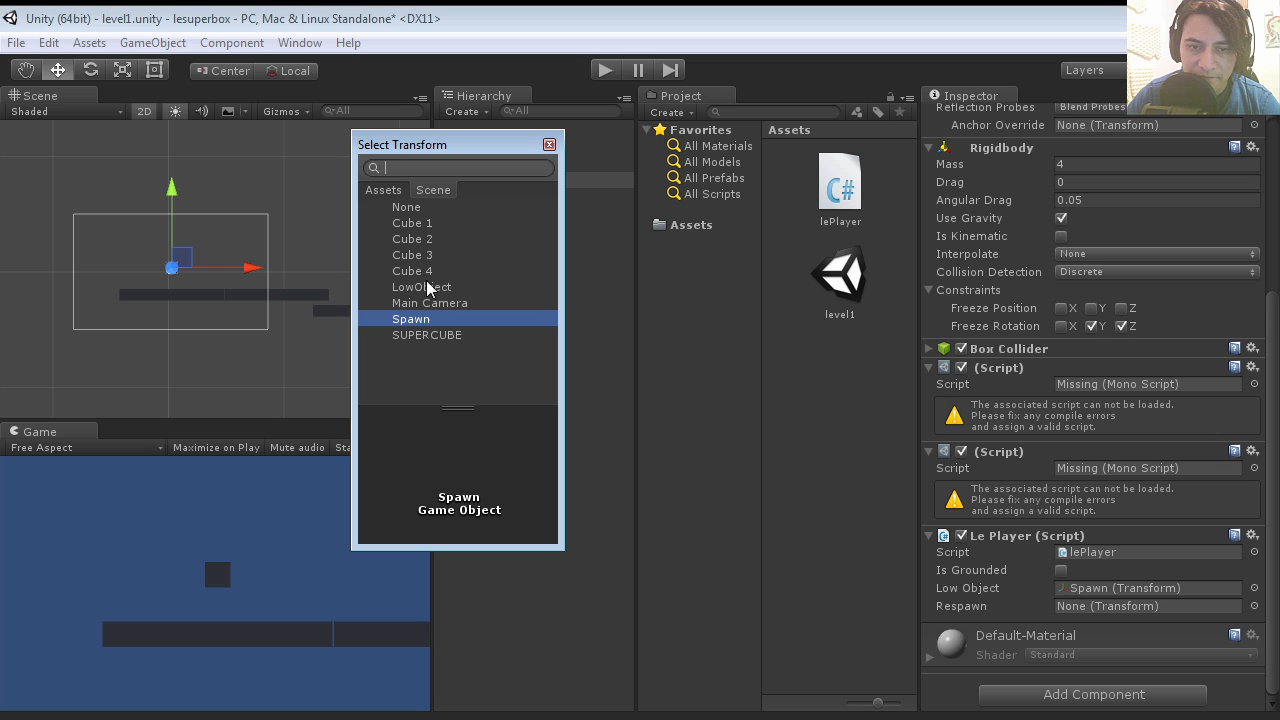 Unity (64bit) - level1.unity - lesuperbox - PC, Mac & Linux Standalone* <DX11>
File Edit Assets GameObject Component Window Help
Center Local Layers
Scene
Shaded 2D Gizmos All
Hierarchy
Create All
Project
Create
Favorites
All Materials
All Models
All Prefabs
All Scripts
Assets
Assets
lePlayer
level1
Select Transform
Assets Scene
None
Cube 1
Cube 2
Cube 3
Cube 4
LowObject
Main Camera
Spawn
SUPERCUBE
Spawn
Game Object
Game
Free Aspect Maximize on Play Mute audio Sta
Inspector
Reflection Probes Blend Probes
Anchor Override None (Transform)
Rigidbody
Mass 4
Drag 0
Angular Drag 0.05
Use Gravity
Is Kinematic
Interpolate None
Collision Detection Discrete
Constraints
Freeze Position X Y Z
Freeze Rotation X Y Z
Box Collider
(Script)
Script Missing (Mono Script)
The associated script can not be loaded.
Please fix any compile errors
and assign a valid script.
(Script)
Script Missing (Mono Script)
The associated script can not be loaded.
Please fix any compile errors
and assign a valid script.
Le Player (Script)
Script lePlayer
Is Grounded
Low Object Spawn (Transform)
Respawn None (Transform)
Default-Material
Shader Standard
Add Component